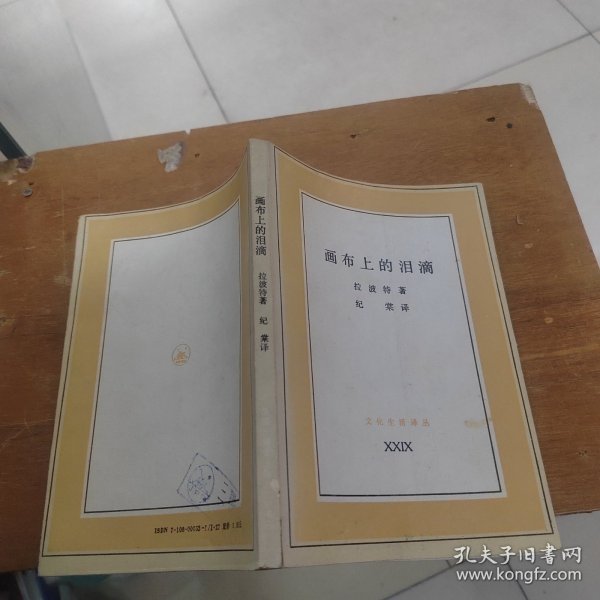 画布上的泪滴
拉波特著
纪 棠译
文化生活译丛
XXIX
画布上的泪滴 拉波特著 纪 棠译
孔夫子旧书网
www.kongfz.com